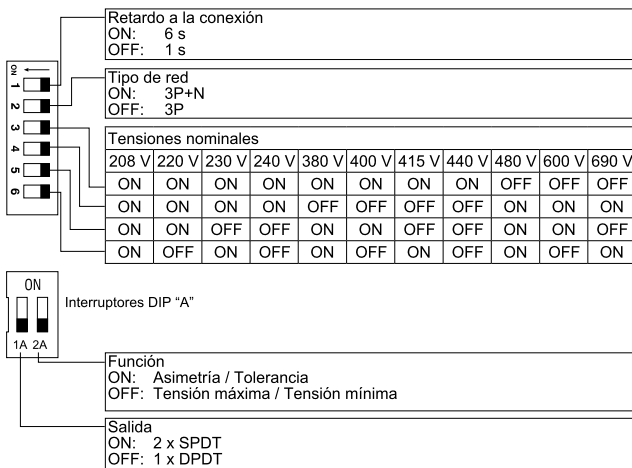 Retardo a la conexión
ON: 6 s
OFF: 1 s
ON
1
2
3
4
5
6
Tipo de red
ON: 3P+N
OFF: 3P
Tensiones nominales
208 V 220 V 230 V 240 V 380 V 400 V 415 V 440 V 480 V 600 V 690 V
ON ON ON ON ON ON ON ON OFF OFF OFF
ON ON ON ON OFF OFF OFF OFF ON ON ON
ON ON OFF OFF ON ON OFF OFF ON ON OFF
ON OFF ON OFF ON OFF ON OFF ON OFF ON
ON
Interruptores DIP “A”
1A 2A
Función
ON: Asimetría / Tolerancia
OFF: Tensión máxima / Tensión mínima
Salida
ON: 2 x SPDT
OFF: 1 x DPDT